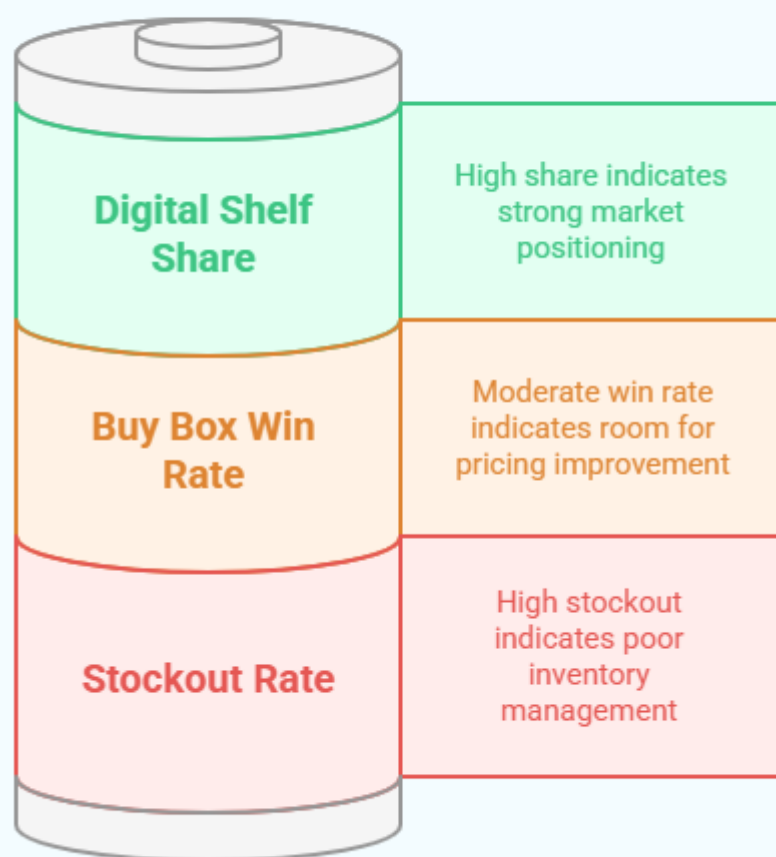 Digital Shelf
Share
High share indicates
strong market
positioning
Buy Box Win
Rate
Moderate win rate
indicates room for
pricing improvement
Stockout Rate
High stockout
indicates poor
inventory
management